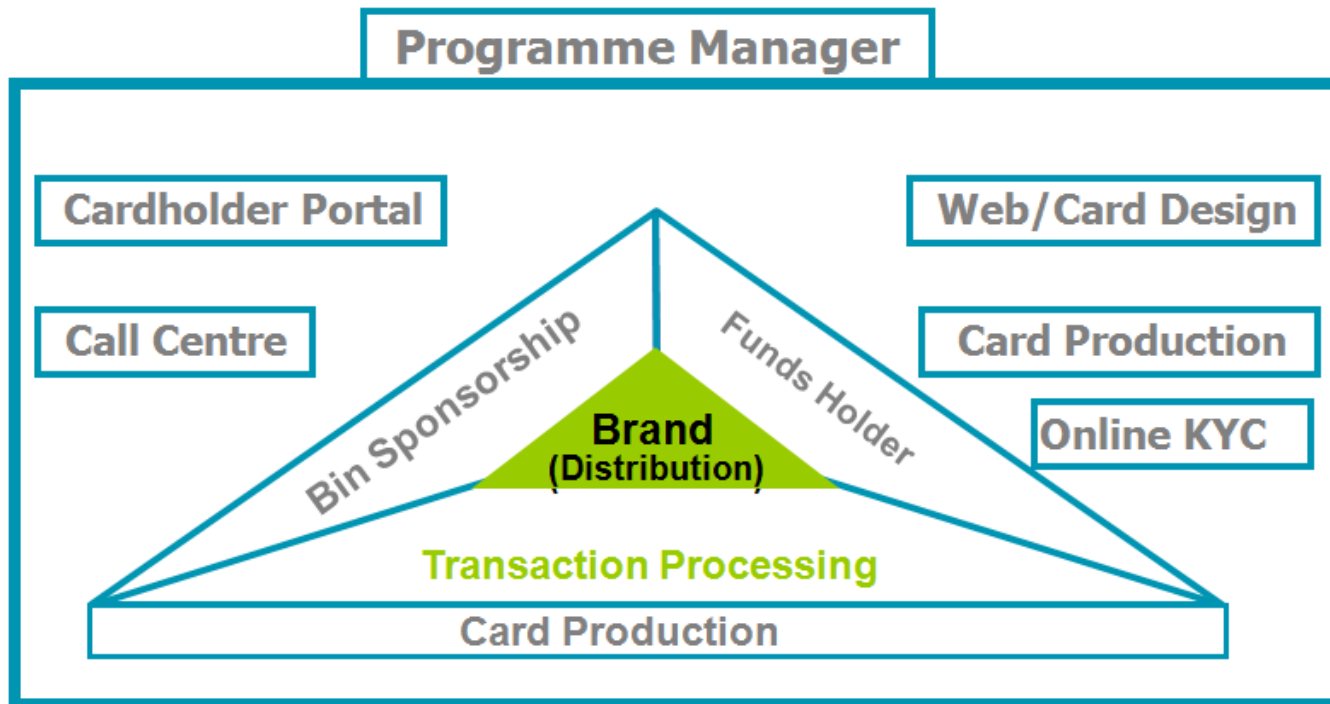 Programme Manager
Cardholder Portal
Web/Card Design
Call Centre
Card Production
Online KYC
Bin Sponsorship
Funds Holder
Brand
(Distribution)
Transaction Processing
Card Production